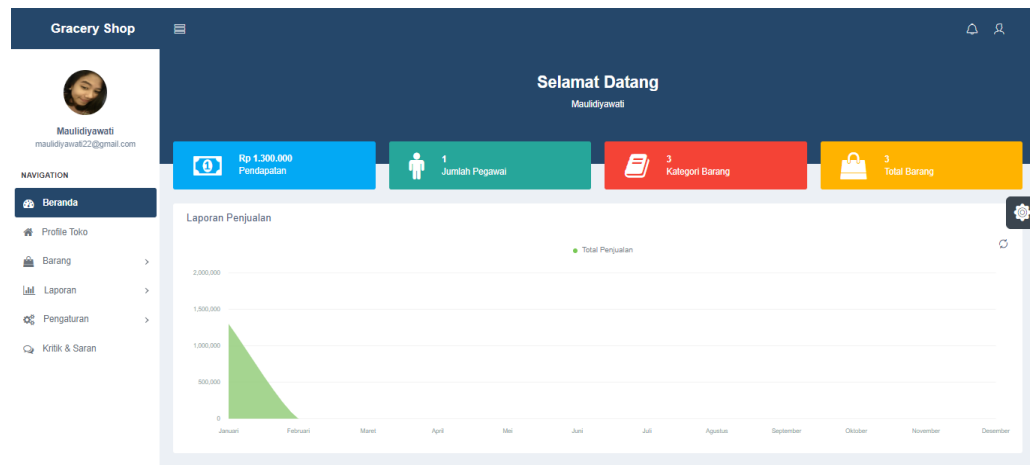 Gracery Shop
Maulidiyawati
maulidiyawati22@gmail.com
NAVIGATION
Beranda
Profile Toko
Barang
Laporan
Pengaturan
Kritik & Saran
Selamat Datang
Maulidiyawati
Rp 1.300.000
Pendapatan
1
Jumlah Pegawai
3
Kategori Barang
3
Total Barang
Laporan Penjualan
Total Penjualan
2,000,000
1,500,000
1,000,000
500,000
0
Januari Februari Maret April Mei Juni Juli Agustus September Oktober November Desember